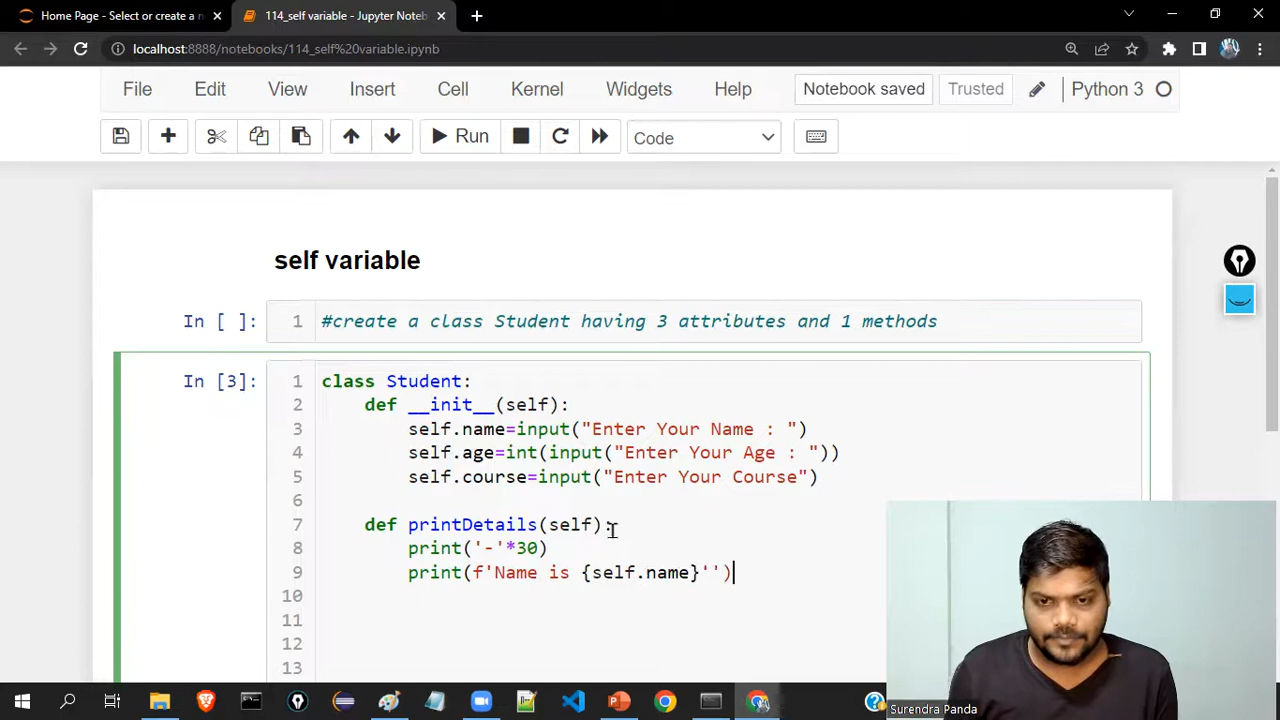 Home Page - Select or create a n
114_self variable - Jupyter Noteb
localhost:8888/notebooks/114_self%20variable.ipynb
File Edit View Insert Cell Kernel Widgets Help Notebook saved Trusted Python 3
Run Code
self variable
In [ ]: 1 #create a class Student having 3 attributes and 1 methods
In [3]: 1 class Student:
2 def __init__(self):
3 self.name=input("Enter Your Name : ")
4 self.age=int(input("Enter Your Age : "))
5 self.course=input("Enter Your Course")
6
7 def printDetails(self):
8 print('-'*30)
9 print(f'Name is {self.name}'')
10
11
12
13
Surendra Panda